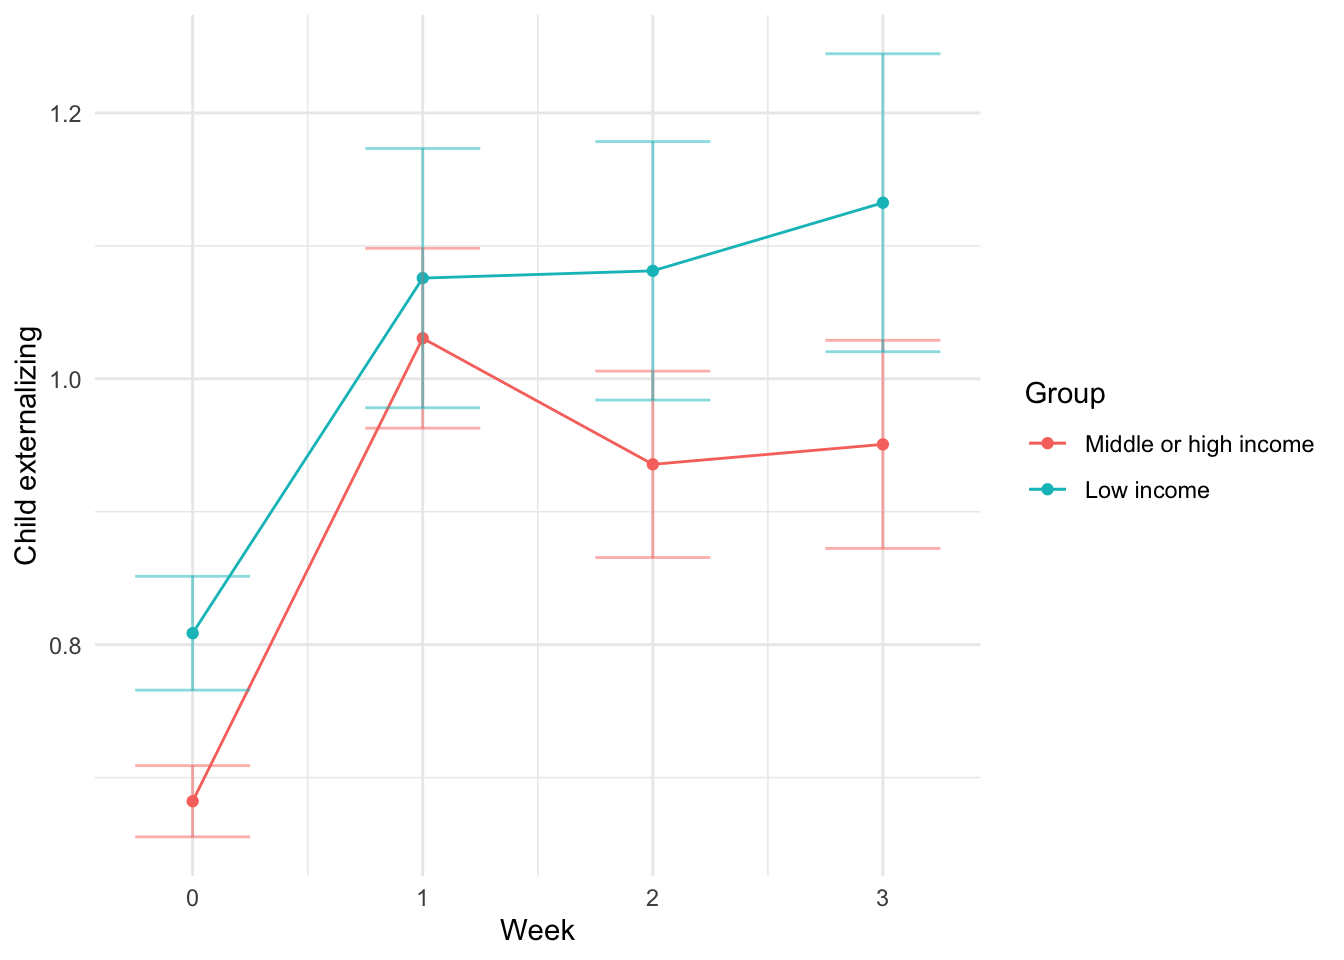 Child externalizing
1.2
1.0
0.8
0
1
2
3
Week
Group
Middle or high income
Low income